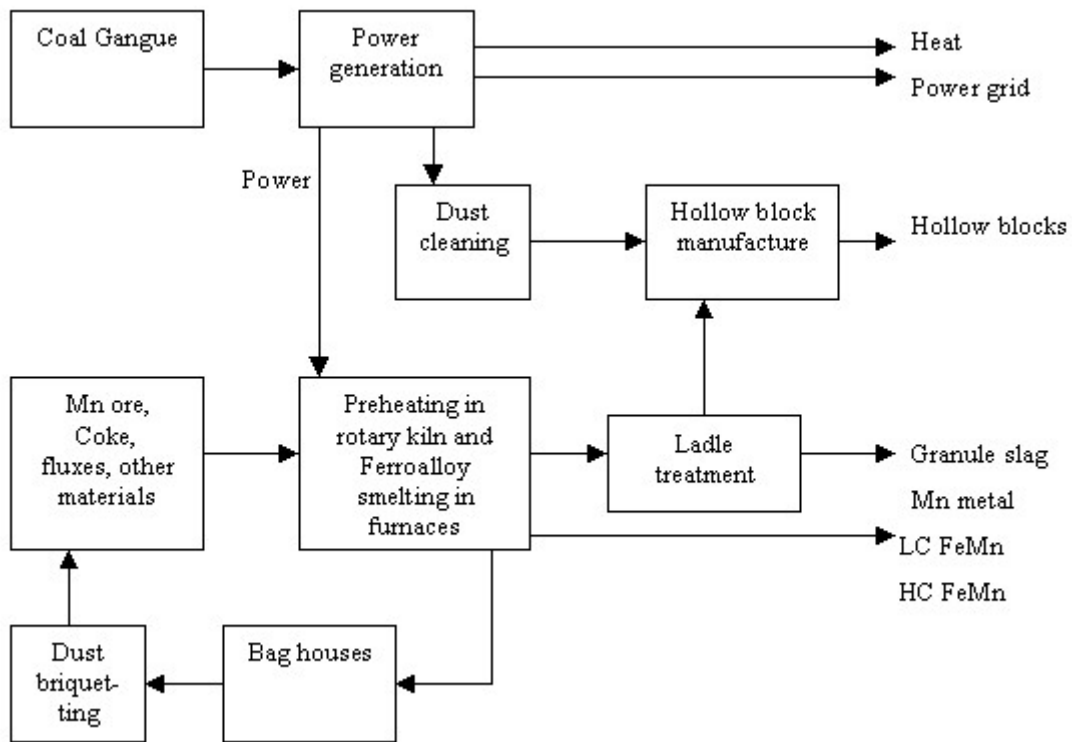 Coal Gangue
Power
generation
Heat
Power grid
Power
Dust
cleaning
Hollow block
manufacture
Hollow blocks
Mn ore,
Coke,
fluxes, other
materials
Preheating in
rotary kiln and
Ferroalloy
smelting in
furnaces
Ladle
treatment
Granule slag
Mn metal
LC FeMn
HC FeMn
Dust
briquet-
ting
Bag houses